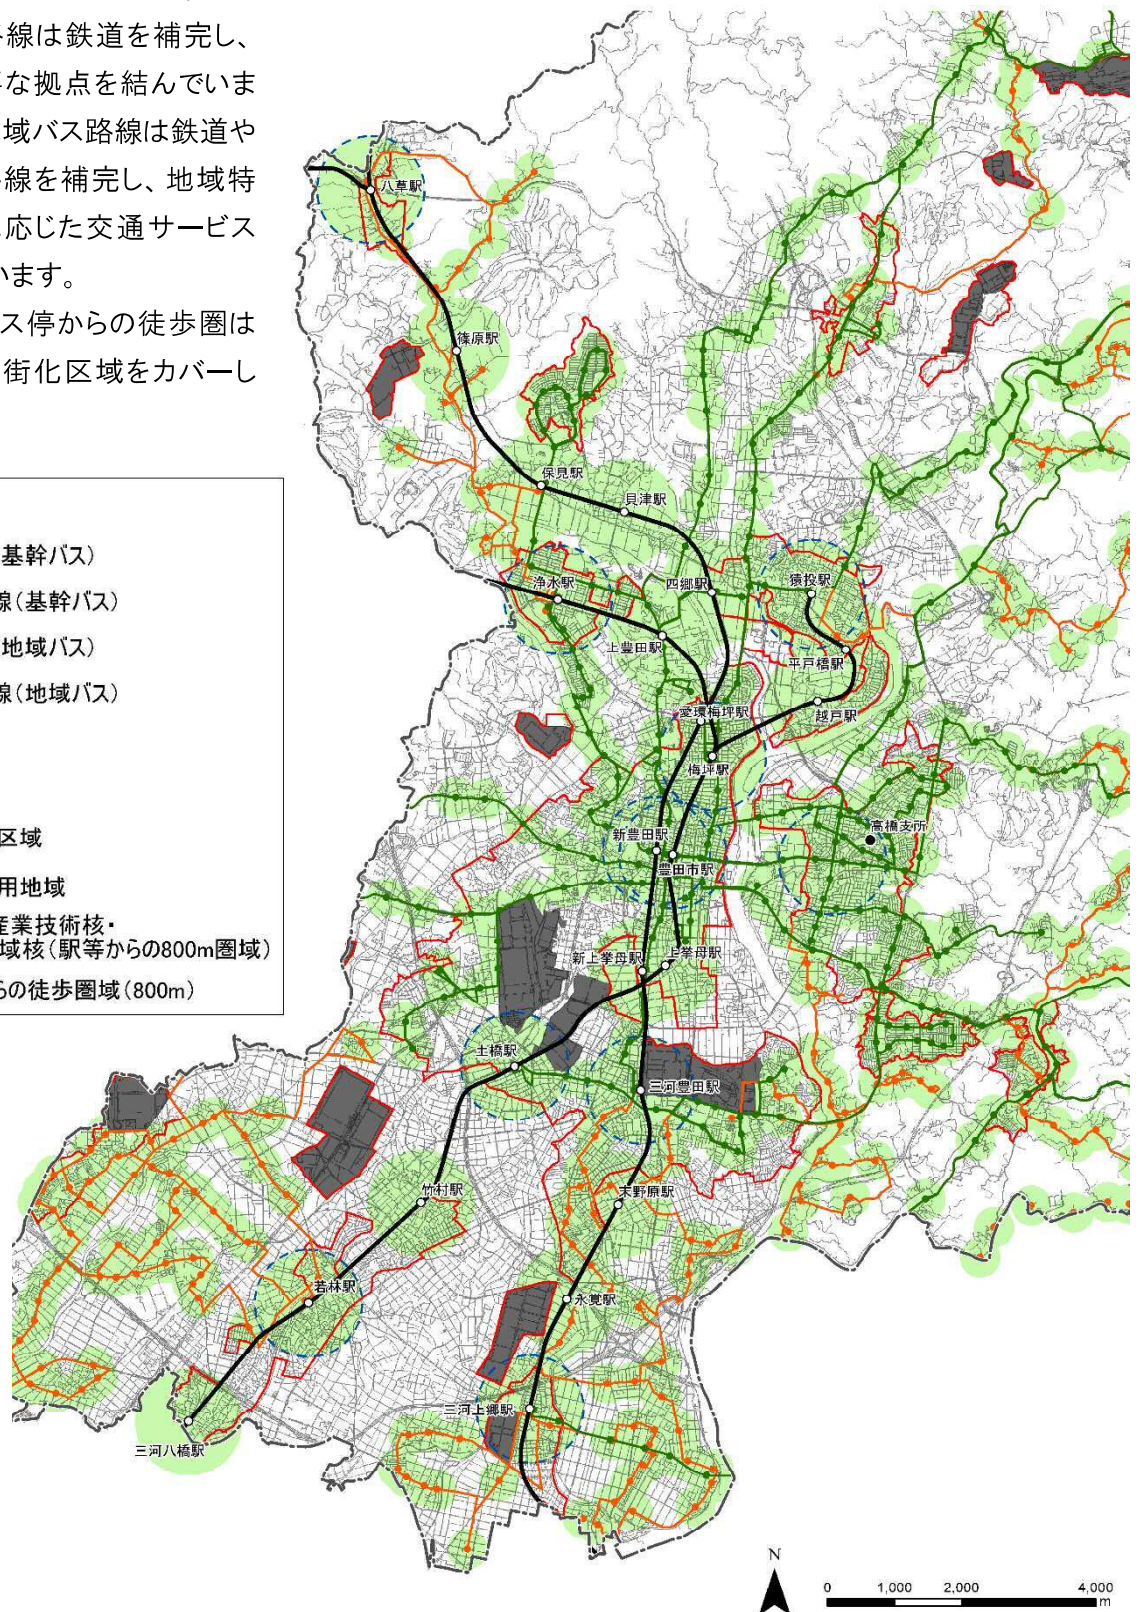 線は鉄道を補完し、
な拠点を結んでいま
域バス路線は鉄道や
線を補完し、地域特
応じた交通サービス
います。
ス停からの徒歩圏は
街化区域をカバーし
基幹バス）
線（基幹バス）
地域バス）
線（地域バス）
区域
用地域
産業技術核・
域核（駅等からの800m圏域）
らの徒歩圏域（800m）
八草駅
篠原駅
保見駅
貝津駅
浄水駅
四郷駅
猿投駅
上豊田駅
平戸橋駅
愛環梅坪駅
越戸駅
梅坪駅
新豊田駅
豊田市駅
高橋支所
新上挙母駅
上挙母駅
土橋駅
三河豊田駅
竹村駅
末野原駅
若林駅
永覚駅
三河上郷駅
三河八橋駅
N
0 1,000 2,000 4,000
m